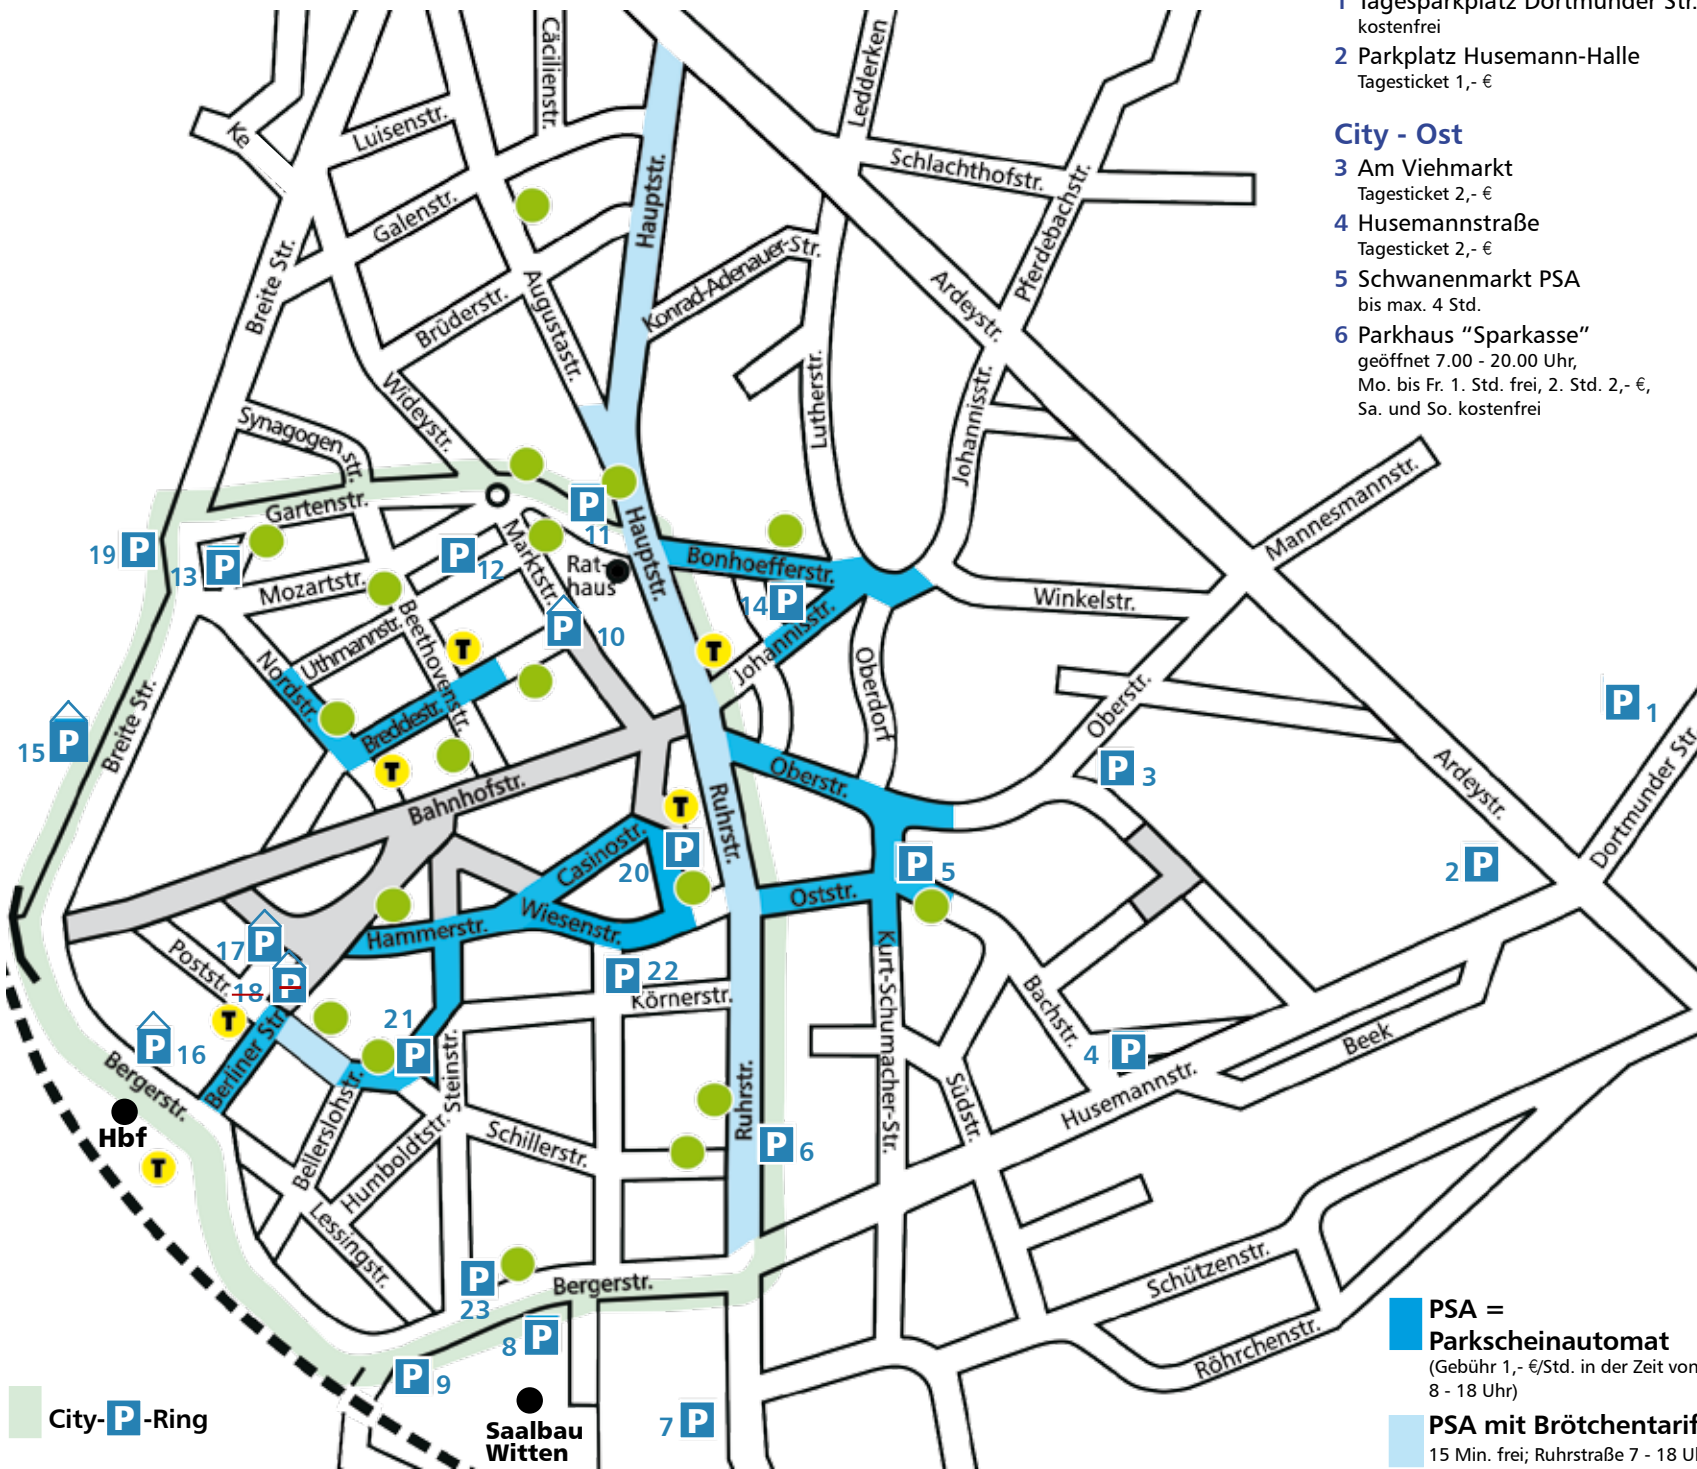 1 Tagesparkplatz Dortmunder Str.
kostenfrei
2 Parkplatz Husemann-Halle
Tagesticket 1,- €
City - Ost
3 Am Viehmarkt
Tagesticket 2,- €
4 Husemannstraße
Tagesticket 2,- €
5 Schwanenmarkt PSA
bis max. 4 Std.
6 Parkhaus “Sparkasse”
geöffnet 7.00 - 20.00 Uhr,
Mo. bis Fr. 1. Std. frei, 2. Std. 2,- €,
Sa. und So. kostenfrei
Cäcilienstr.
Ledderken
Ke
Luisenstr.
Hauptstr.
Schlachthofstr.
Pferdebachstr.
Galenstr.
Breite Str.
Konrad-Adenauer-Str.
Ardeystr.
Brüderstr.
Augustastr.
Wideystr.
Lutherstr.
Johannisstr.
Synagogen
str.
Mannesmannstr.
Gartenstr.
P
11
19 P
13 P
P 12
Marktstr.
Hauptstr.
Rat-
haus
Bonhoefferstr.
Mozartstr.
14 P
Winkelstr.
P 10
Beethovenstr.
Uthmannstr.
T
T
Johannisstr.
Nordstr.
Oberdorf
Oberstr.
P 1
Breite Str.
Breddestr.
15 P
T
Oberstr.
P 3
Ardeystr.
Dortmunder Str.
Bahnhofstr.
T
Ruhrstr.
Casinostr.
P
20
P 5
2 P
Oststr.
Wiesenstr.
Hammerstr.
Kurt-Schumacher-Str.
17 P
Poststr.
18 P
P 22
Körnerstr.
Bachstr.
T
21
P
P 16
Berliner Str.
Steinstr.
4 P
Beek
Bergerstr.
Bellerslohstr.
Südstr.
Husemannstr.
Hbf
T
Humboldtstr.
Schillerstr.
Ruhrstr.
P 6
Lessingstr.
P
23
Bergerstr.
Schützenstr.
8 P
Röhrchenstr.
P 9
Saalbau
Witten
7 P
City-P-Ring
PSA =
Parkscheinautomat
(Gebühr 1,- €/Std. in der Zeit von
8 - 18 Uhr)
PSA mit Brötchentarif
15 Min. frei; Ruhrstraße 7 - 18